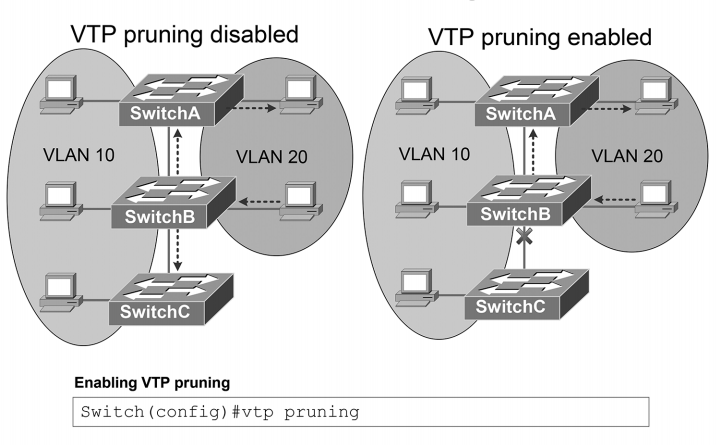 VTP pruning disabled
VTP pruning enabled
SwitchA
VLAN 10
VLAN 20
SwitchB
SwitchC
SwitchA
VLAN 10
VLAN 20
SwitchB
SwitchC
Enabling VTP pruning
Switch(config)#vtp pruning